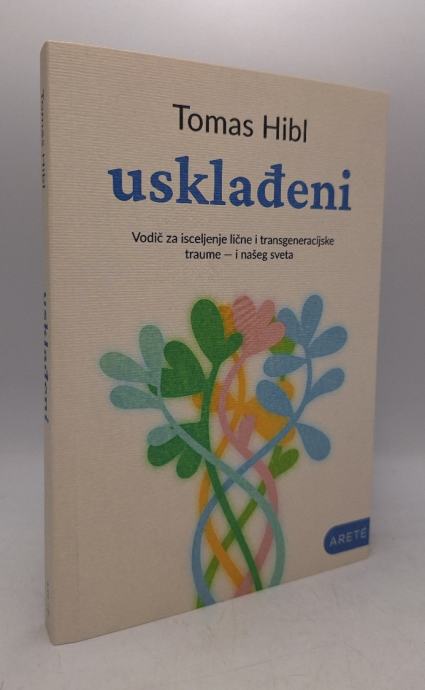 Tomas Hibl
usklađeni
Vodič za isceljenje lične i transgeneracijske
traume – i našeg sveta
ARETE
Tomas Hibl
usklađeni